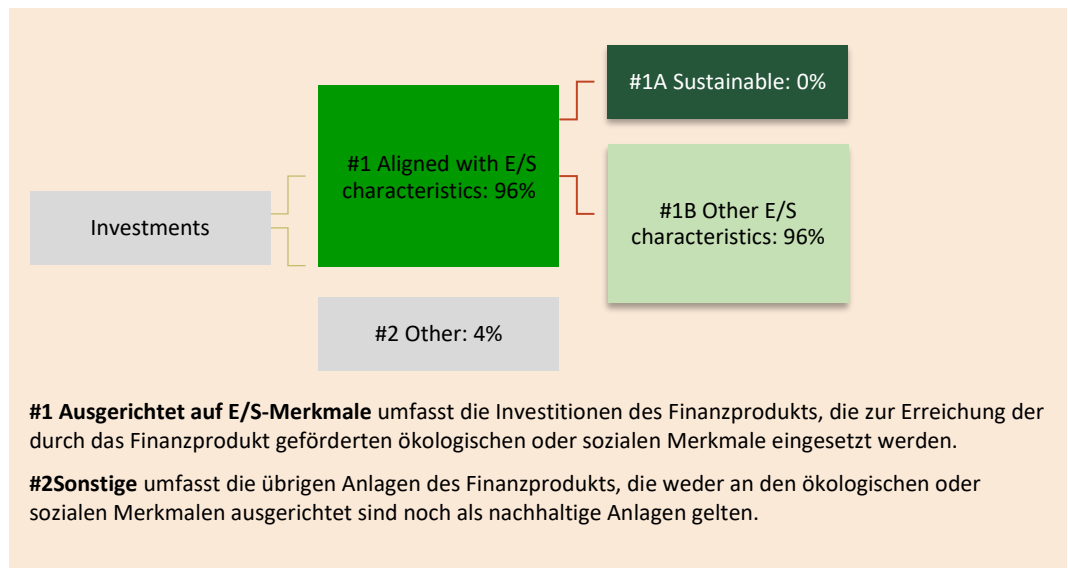 #1A Sustainable: 0%
#1 Aligned with E/S
characteristics: 96%
Investments
#1B Other E/S
characteristics: 96%
#2 Other: 4%
#1 Ausgerichtet auf E/S-Merkmale umfasst die Investitionen des Finanzprodukts, die zur Erreichung der
durch das Finanzprodukt geförderten ökologischen oder sozialen Merkmale eingesetzt werden.
#2Sonstige umfasst die übrigen Anlagen des Finanzprodukts, die weder an den ökologischen oder
sozialen Merkmalen ausgerichtet sind noch als nachhaltige Anlagen gelten.